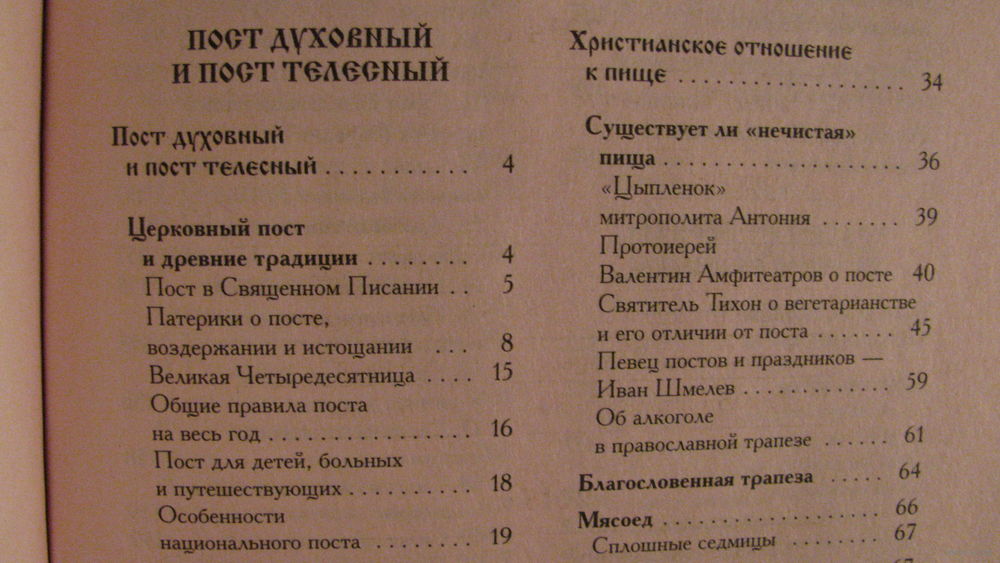 ПОСТ ДУХОВНЫЙ
И ПОСТ ТЕЛЕСНЫЙ
Пост духовный
и пост телесный . . . . . . . . . . 4
Церковный пост
и древние традиции . . . . . . . . 4
Пост в Священном Писании . . 5
Патерики о посте,
воздержании и истощании . . . 8
Великая Четыредесятница . . . . 15
Общие правила поста
на весь год . . . . . . . . . . . . . . 16
Пост для детей, больных
и путешествующих . . . . . . . . . 18
Особенности
национального поста . . . . . . . 19
Христианское отношение
к пище . . . . . . . . . . . . . . . . 34
Существует ли «нечистая»
пища . . . . . . . . . . . . . . . . . 36
«Цыпленок»
митрополита Антония . . . . . . . 39
Протоиерей
Валентин Амфитеатров о посте 40
Святитель Тихон о вегетарианстве
и его отличии от поста . . . . . . . 45
Певец постов и праздников —
Иван Шмелев . . . . . . . . . . . . 59
Об алкоголе
в православной трапезе . . . . . . 61
Благословенная трапеза . . . . . 64
Мясоед . . . . . . . . . . . . . . . . 66
Сплошные седмицы . . . . . . . . 67